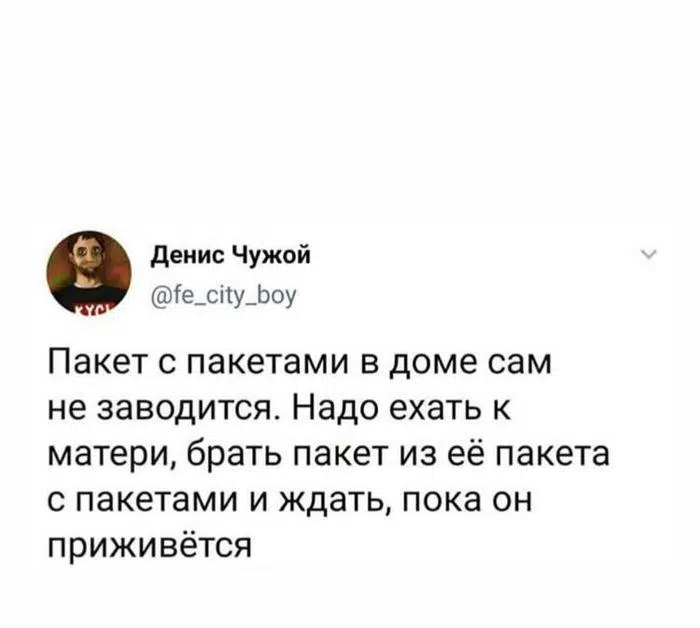 Денис Чужой
@fe_city_boy
Пакет с пакетами в доме сам
не заводится. Надо ехать к
матери, брать пакет из её пакета
с пакетами и ждать, пока он
приживётся